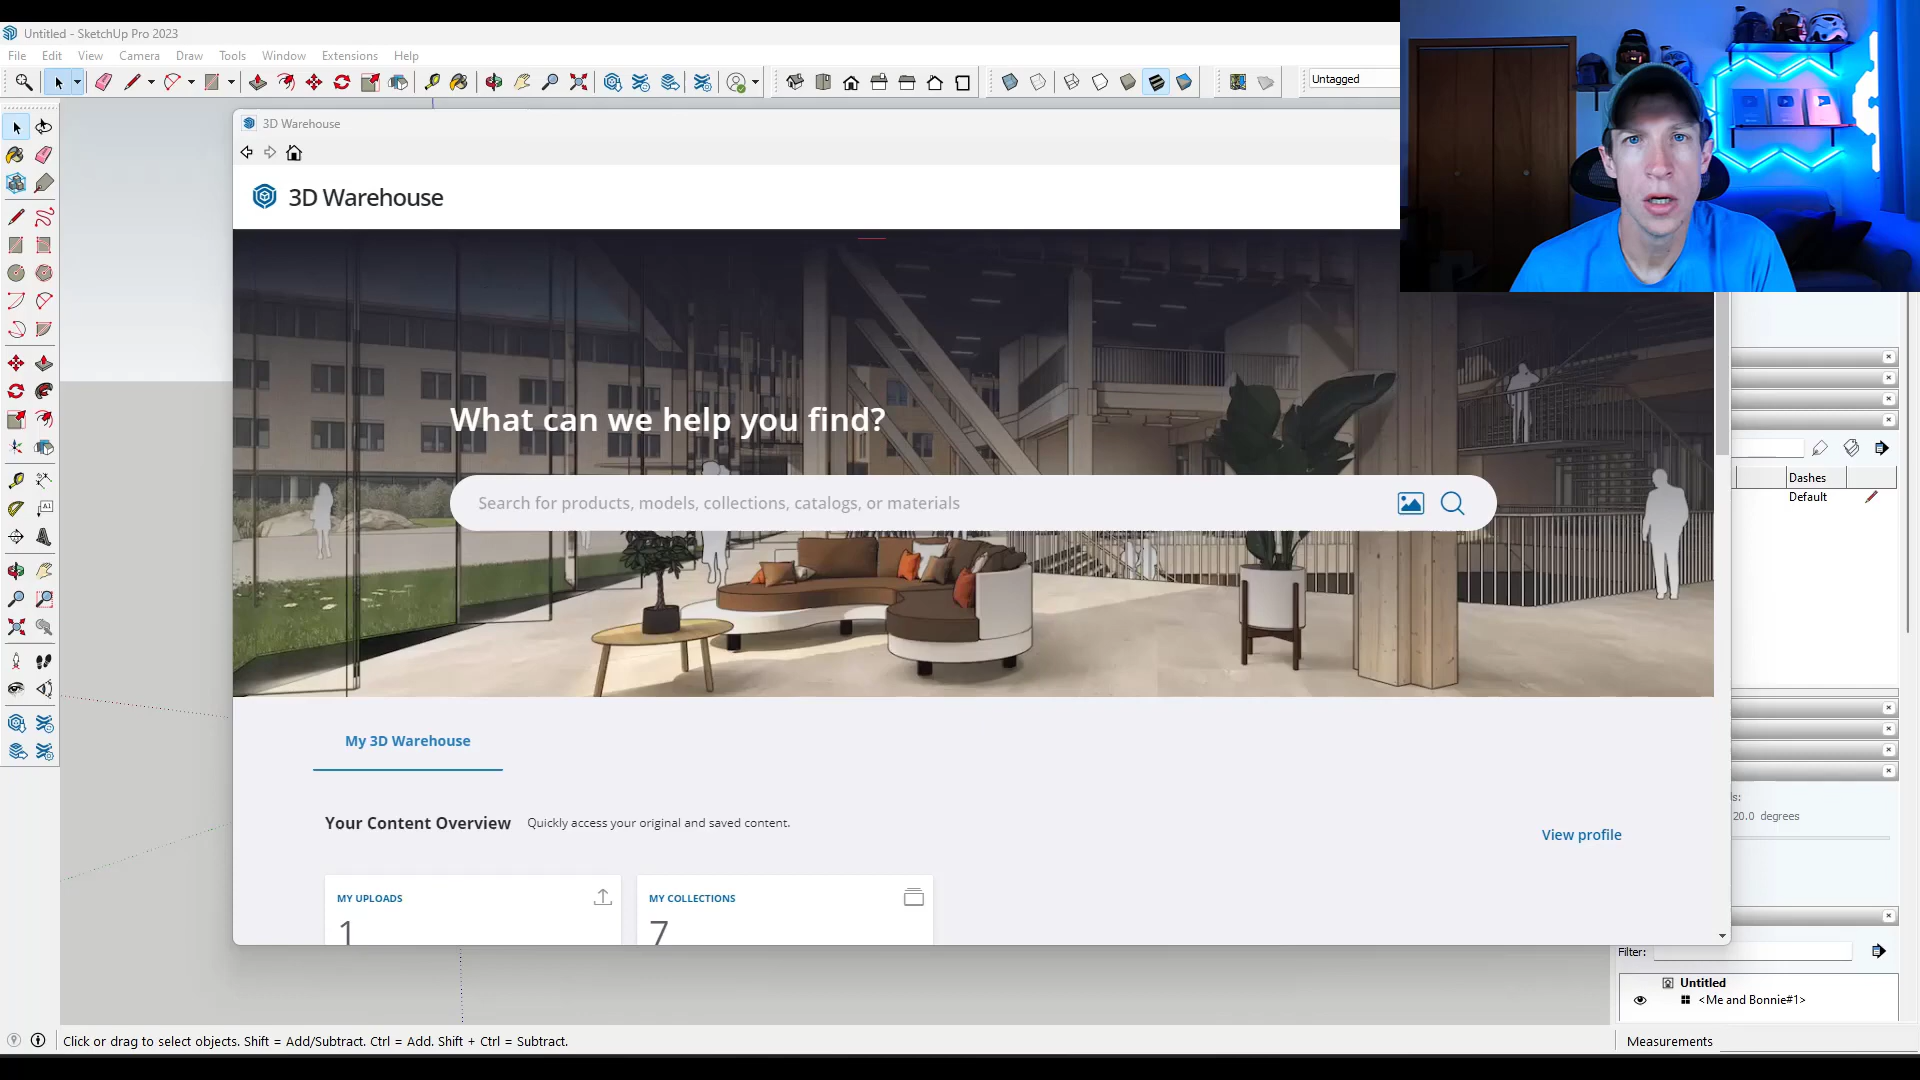 Untitled - SketchUp Pro 2023
File Edit View Camera Draw Tools Window Extensions Help
Untagged
3D Warehouse
3D Warehouse
What can we help you find?
Search for products, models, collections, catalogs, or materials
Dashes
Default
My 3D Warehouse
Your Content Overview Quickly access your original and saved content.
View profile
20.0 degrees
MY UPLOADS
1
MY COLLECTIONS
7
Filter:
Untitled
<Me and Bonnie#1>
Click or drag to select objects. Shift = Add/Subtract. Ctrl = Add. Shift + Ctrl = Subtract.
Measurements